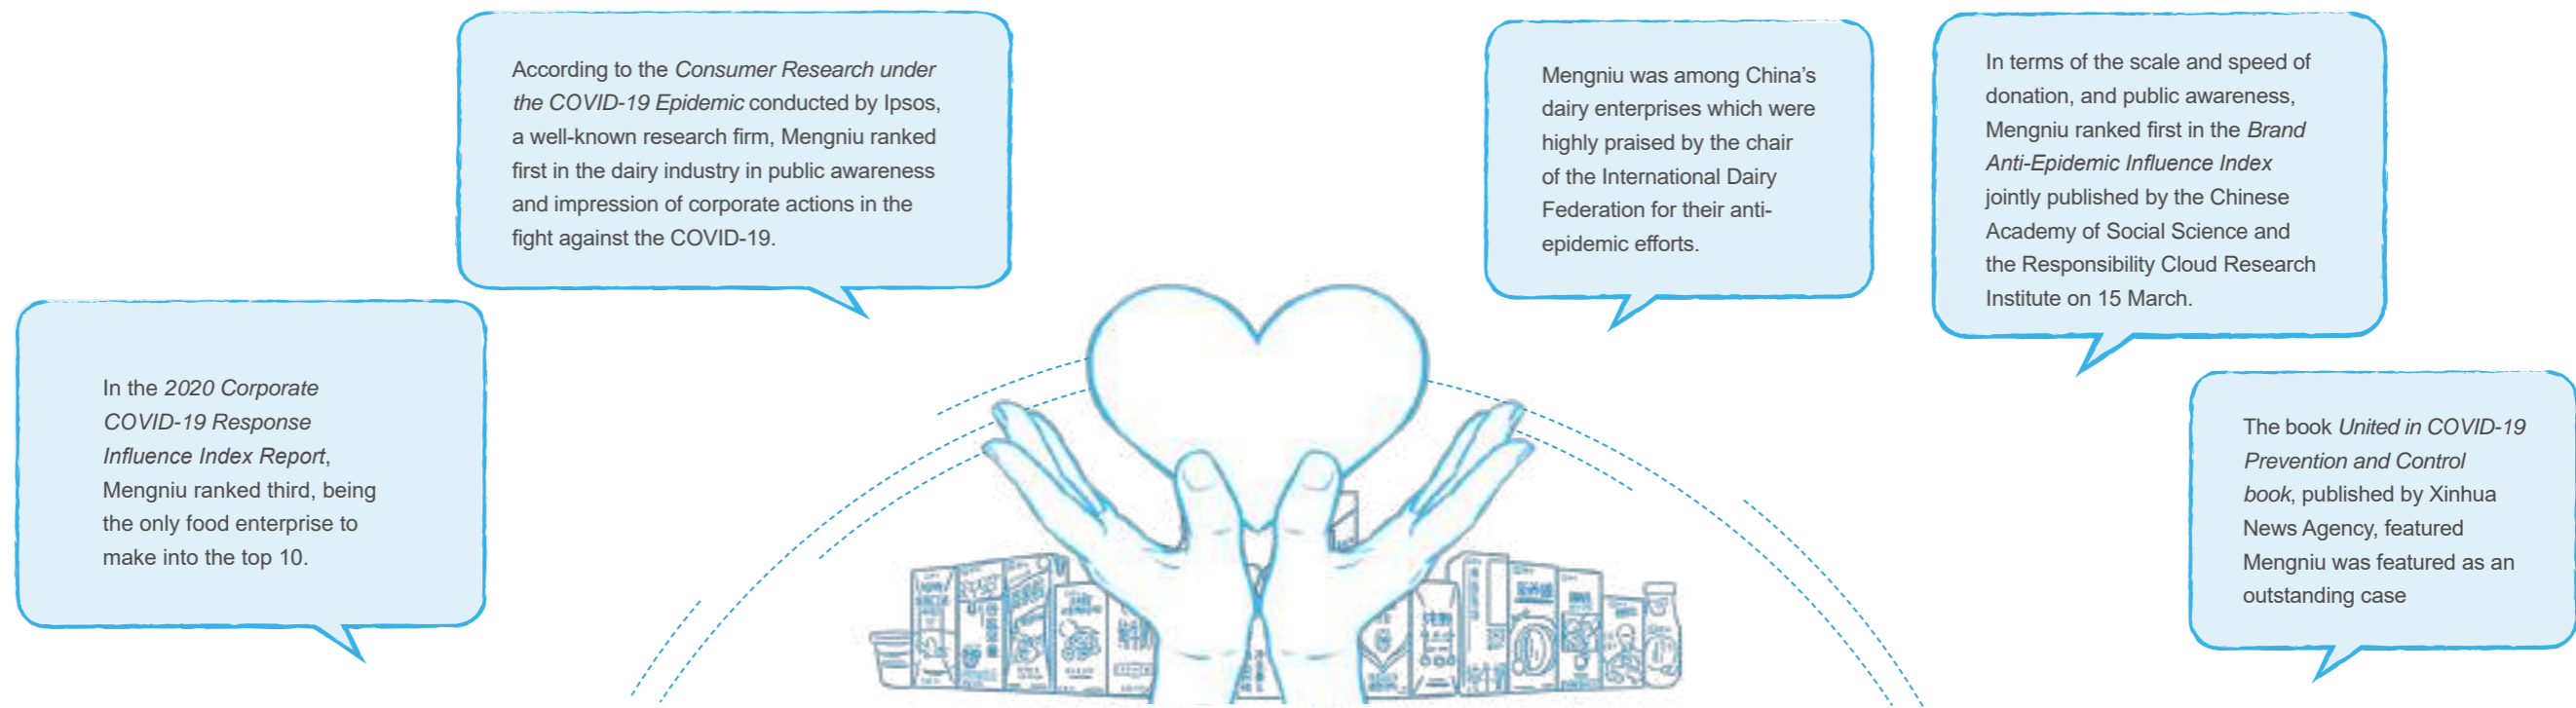 According to the Consumer Research under
the COVID-19 Epidemic conducted by Ipsos,
a well-known research firm, Mengniu ranked
first in the dairy industry in public awareness
and impression of corporate actions in the
fight against the COVID-19.
Mengniu was among China's
dairy enterprises which were
highly praised by the chair
of the International Dairy
Federation for their anti-
epidemic efforts.
In terms of the scale and speed of
donation, and public awareness,
Mengniu ranked first in the Brand
Anti-Epidemic Influence Index
jointly published by the Chinese
Academy of Social Science and
the Responsibility Cloud Research
Institute on 15 March.
In the 2020 Corporate
COVID-19 Response
Influence Index Report,
Mengniu ranked third, being
the only food enterprise to
make into the top 10.
The book United in COVID-19
Prevention and Control
book, published by Xinhua
News Agency, featured
Mengniu was featured as an
outstanding case